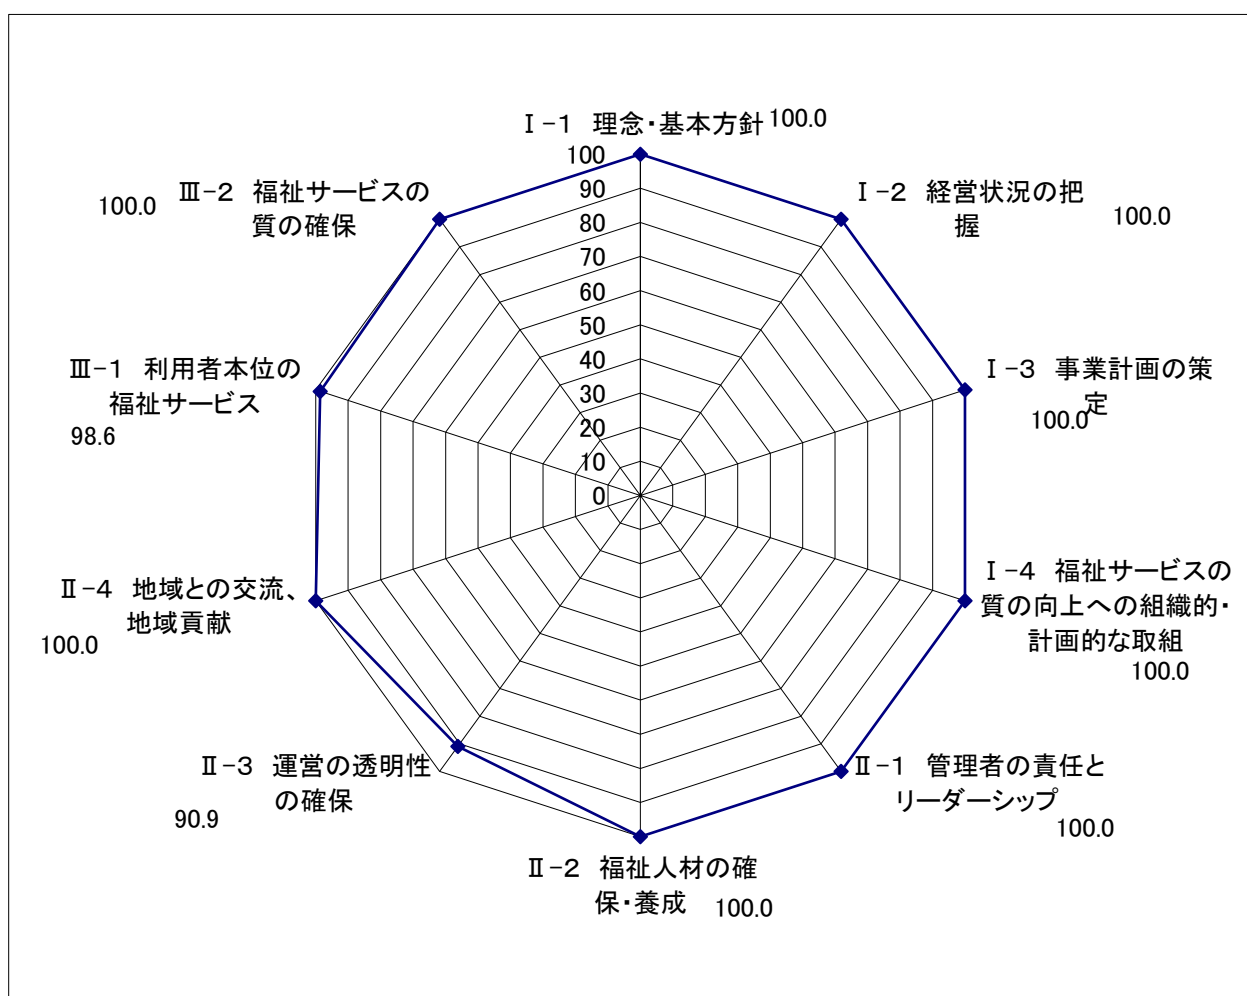 Ⅰ-1 理念・基本方針
100.0
Ⅰ-2 経営状況の把
握
100.0
Ⅰ-3 事業計画の策
定
100.0
Ⅰ-4 福祉サービスの
質の向上への組織的・
計画的な取組
100.0
Ⅱ-1 管理者の責任と
リーダーシップ
100.0
Ⅱ-2 福祉人材の確
保・養成
100.0
Ⅱ-3 運営の透明性
の確保
90.9
Ⅱ-4 地域との交流、
地域貢献
100.0
Ⅲ-1 利用者本位の
福祉サービス
98.6
Ⅲ-2 福祉サービスの
質の確保
100.0
100
90
80
70
60
50
40
30
20
10
0